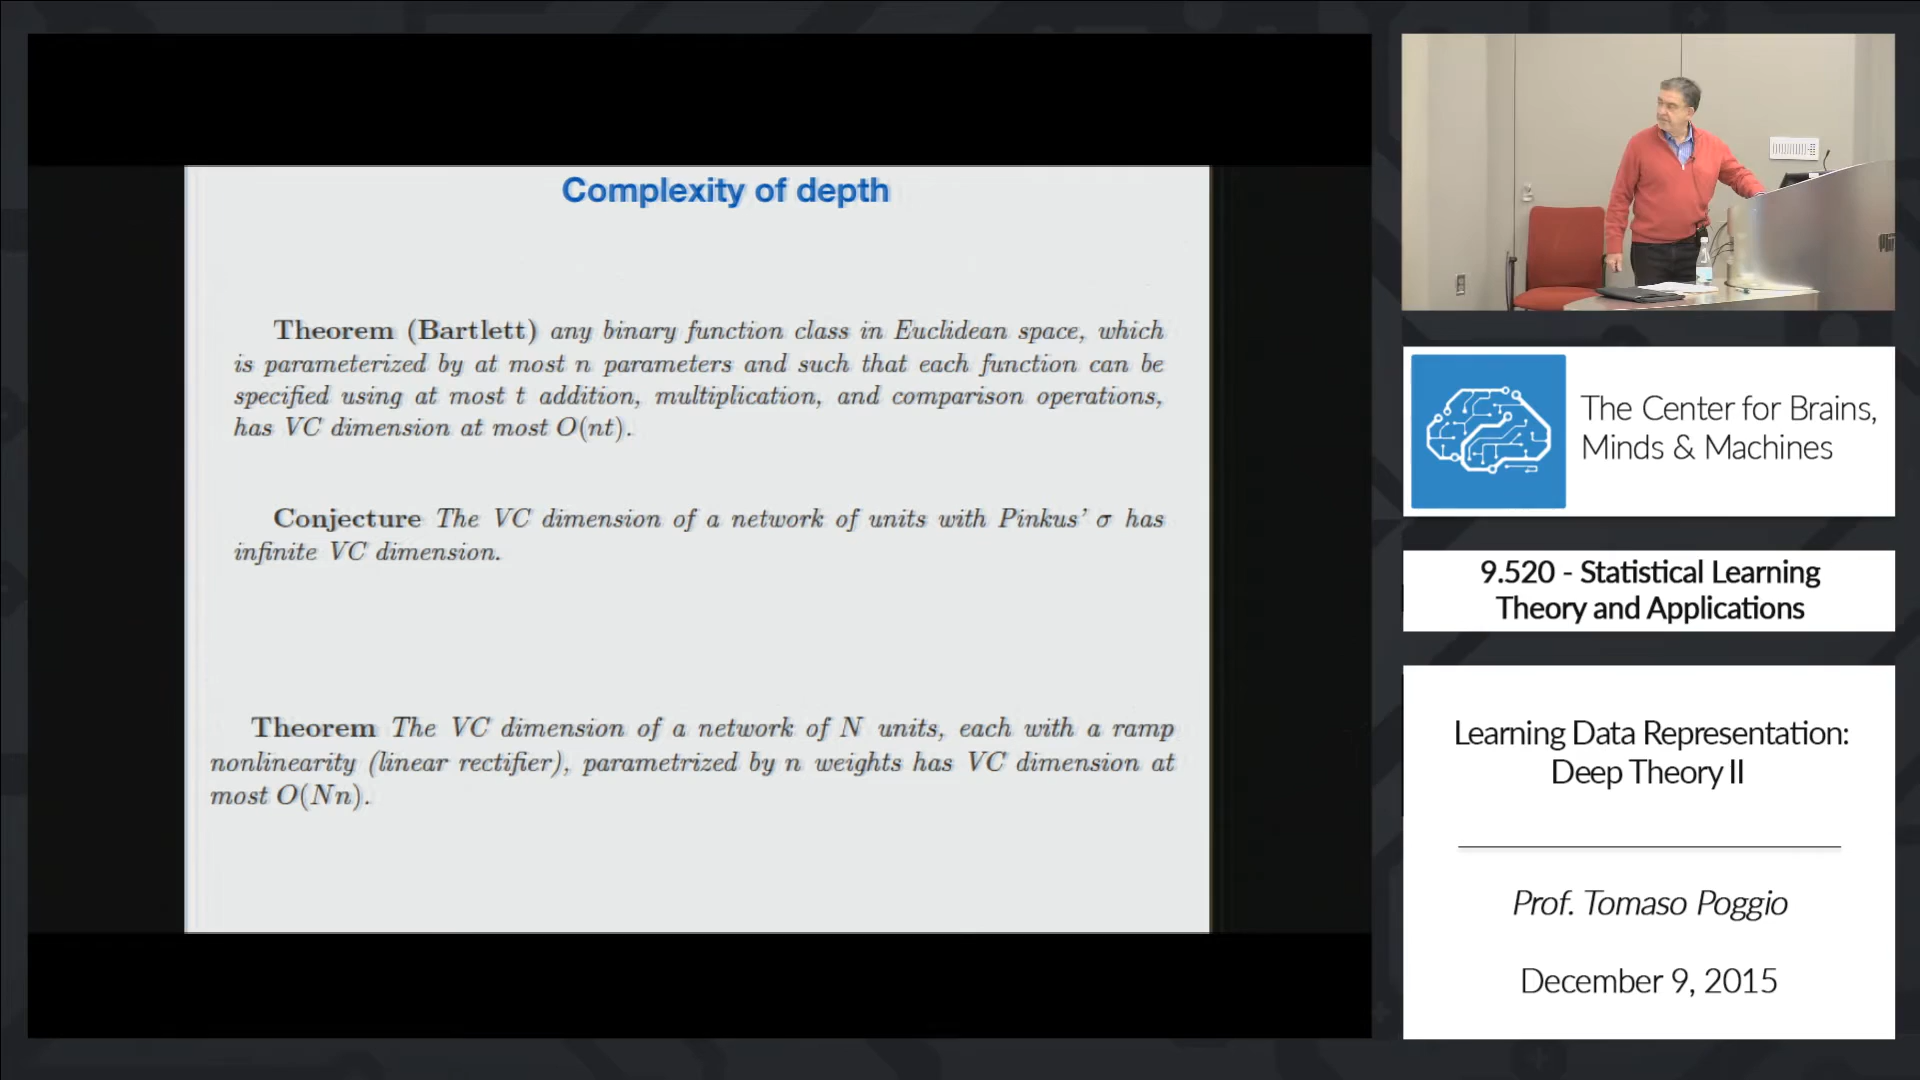 Complexity of depth
Theorem (Bartlett) any binary function class in Euclidean space, which
is parameterized by at most n parameters and such that each function can be
specified using at most t addition, multiplication, and comparison operations,
has VC dimension at most O(nt).
Conjecture The VC dimension of a network of units with Pinkus' σ has
infinite VC dimension.
Theorem The VC dimension of a network of N units, each with a ramp
nonlinearity (linear rectifier), parametrized by n weights has VC dimension at
most O(Nn).
The Center for Brains,
Minds & Machines
9.520 - Statistical Learning
Theory and Applications
Learning Data Representation:
Deep Theory II
Prof. Tomaso Poggio
December 9, 2015